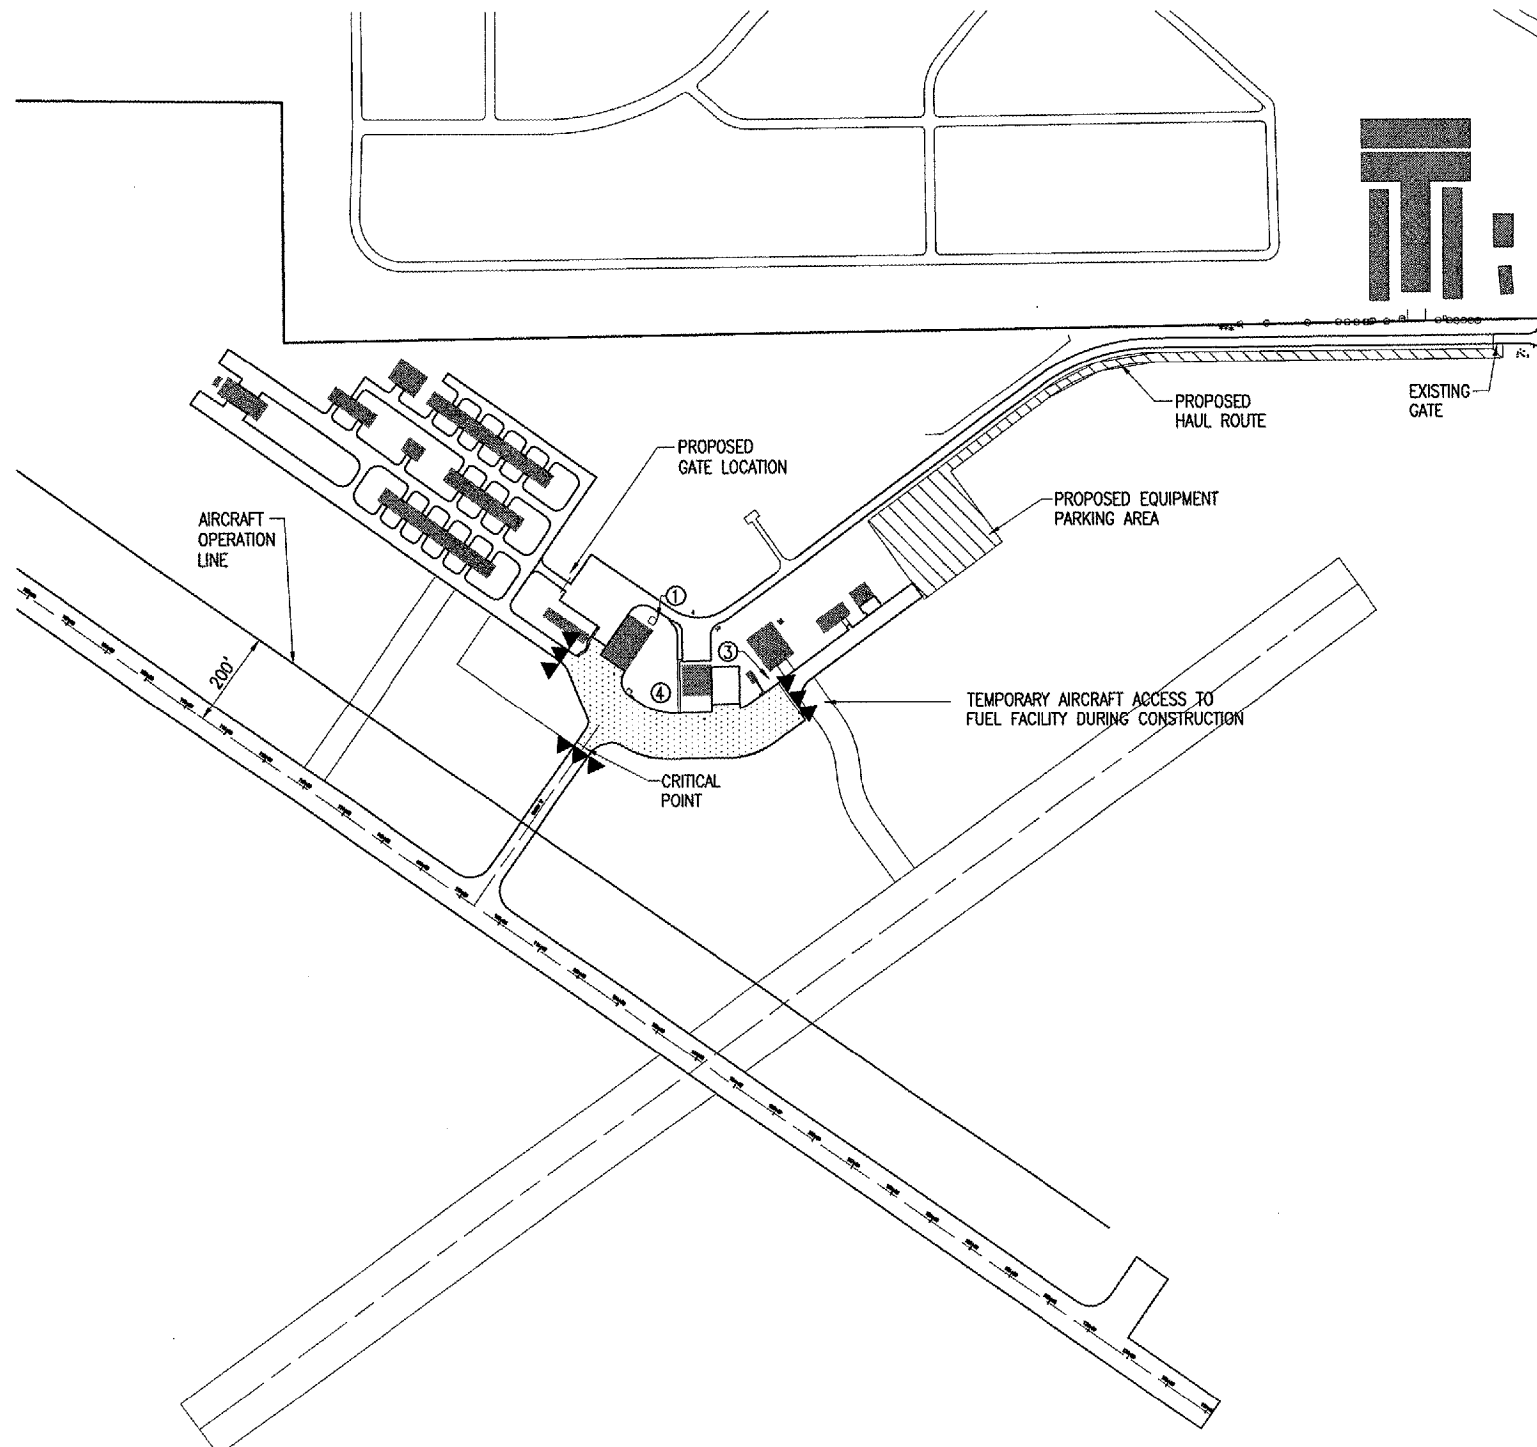 PROPOSED
HAUL ROUTE
EXISTING
GATE
PROPOSED
GATE LOCATION
PROPOSED EQUIPMENT
PARKING AREA
AIRCRAFT
OPERATION
LINE
1
200'
3
4
TEMPORARY AIRCRAFT ACCESS TO
FUEL FACILITY DURING CONSTRUCTION
CRITICAL
POINT